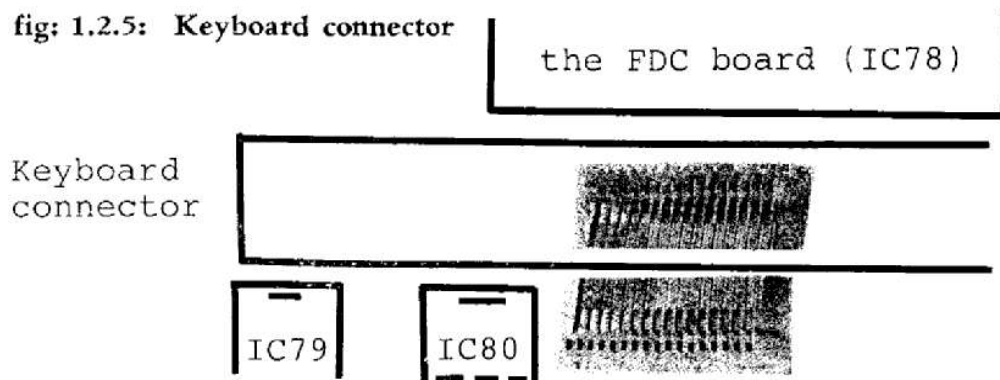 fig: 1.2.5: Keyboard connector
the FDC board (IC78)
Keyboard
connector
IC79
IC80